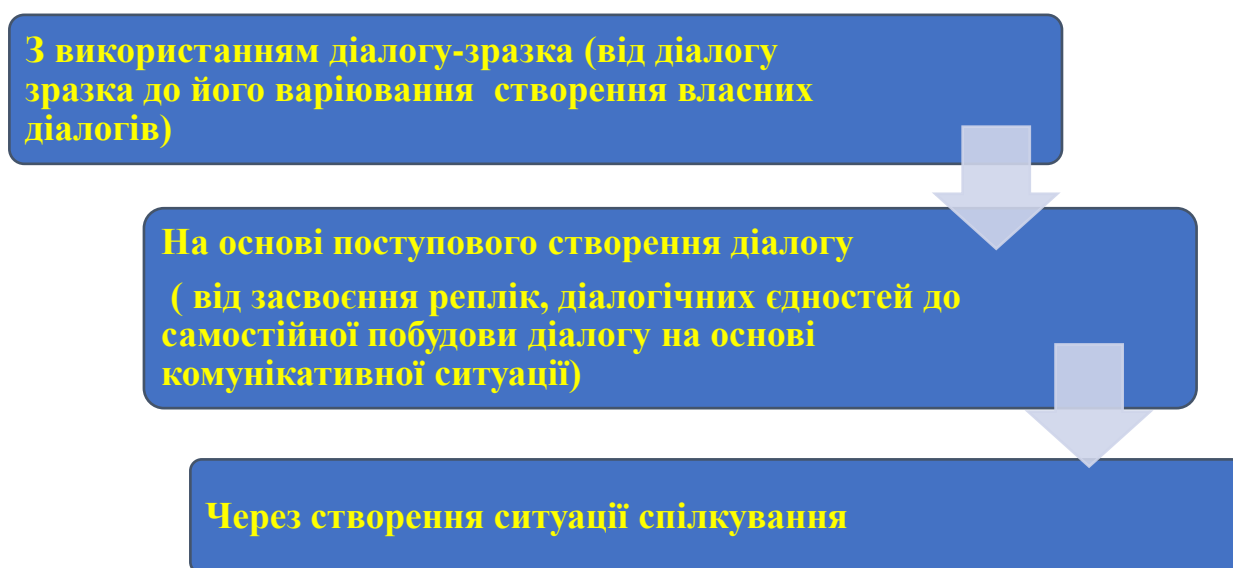 З використанням діалогу-зразка (від діалогу
зразка до його варіювання створення власних
діалогів)
На основі поступового створення діалогу
( від засвоєння реплік, діалогічних єдностей до
самостійної побудови діалогу на основі
комунікативної ситуації)
Через створення ситуації спілкування